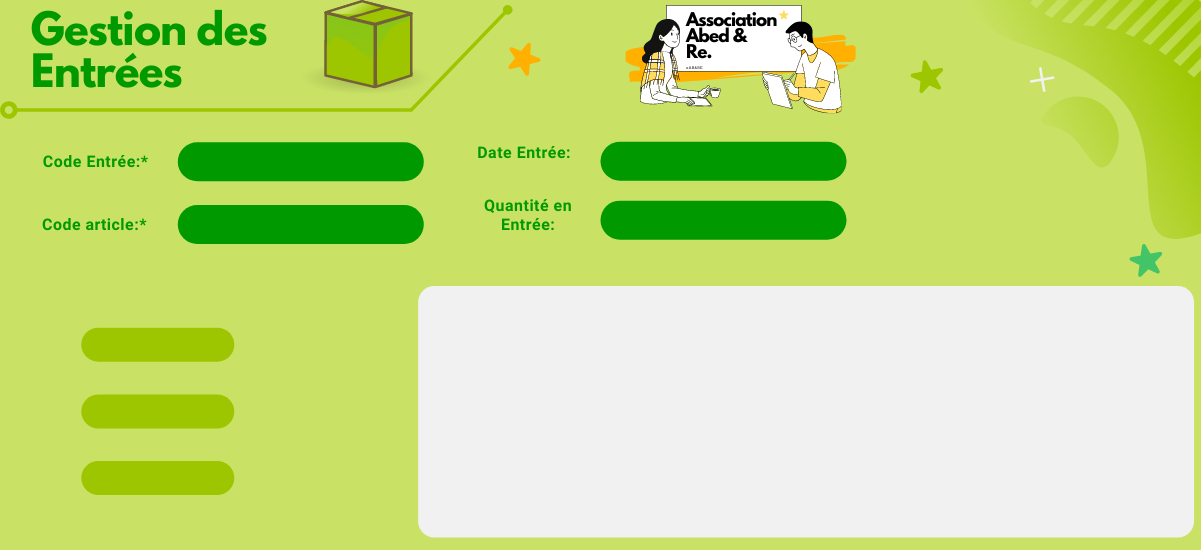 Gestion des
Entrées
Association
Abed &
Re.
Code Entrée:*
Date Entrée:
Code article:*
Quantité en
Entrée: